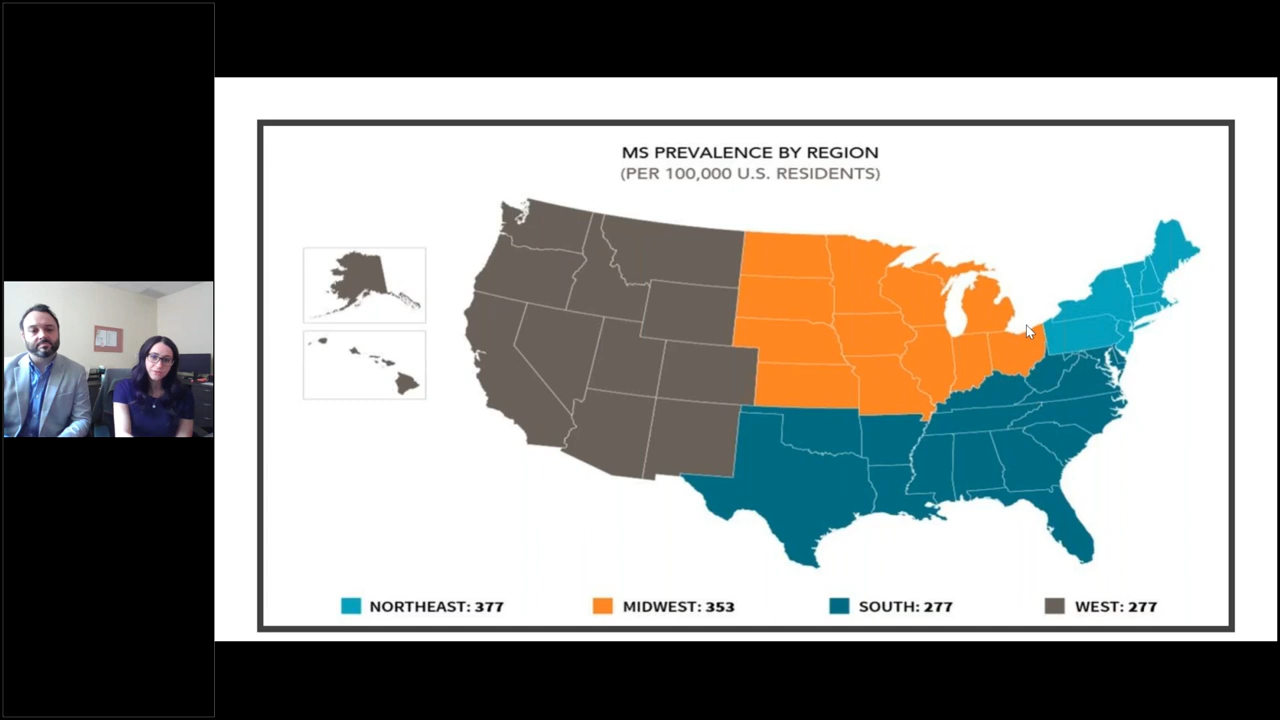 MS PREVALENCE BY REGION
(PER 100,000 U.S. RESIDENTS)
NORTHEAST: 377
MIDWEST: 353
SOUTH: 277
WEST: 277